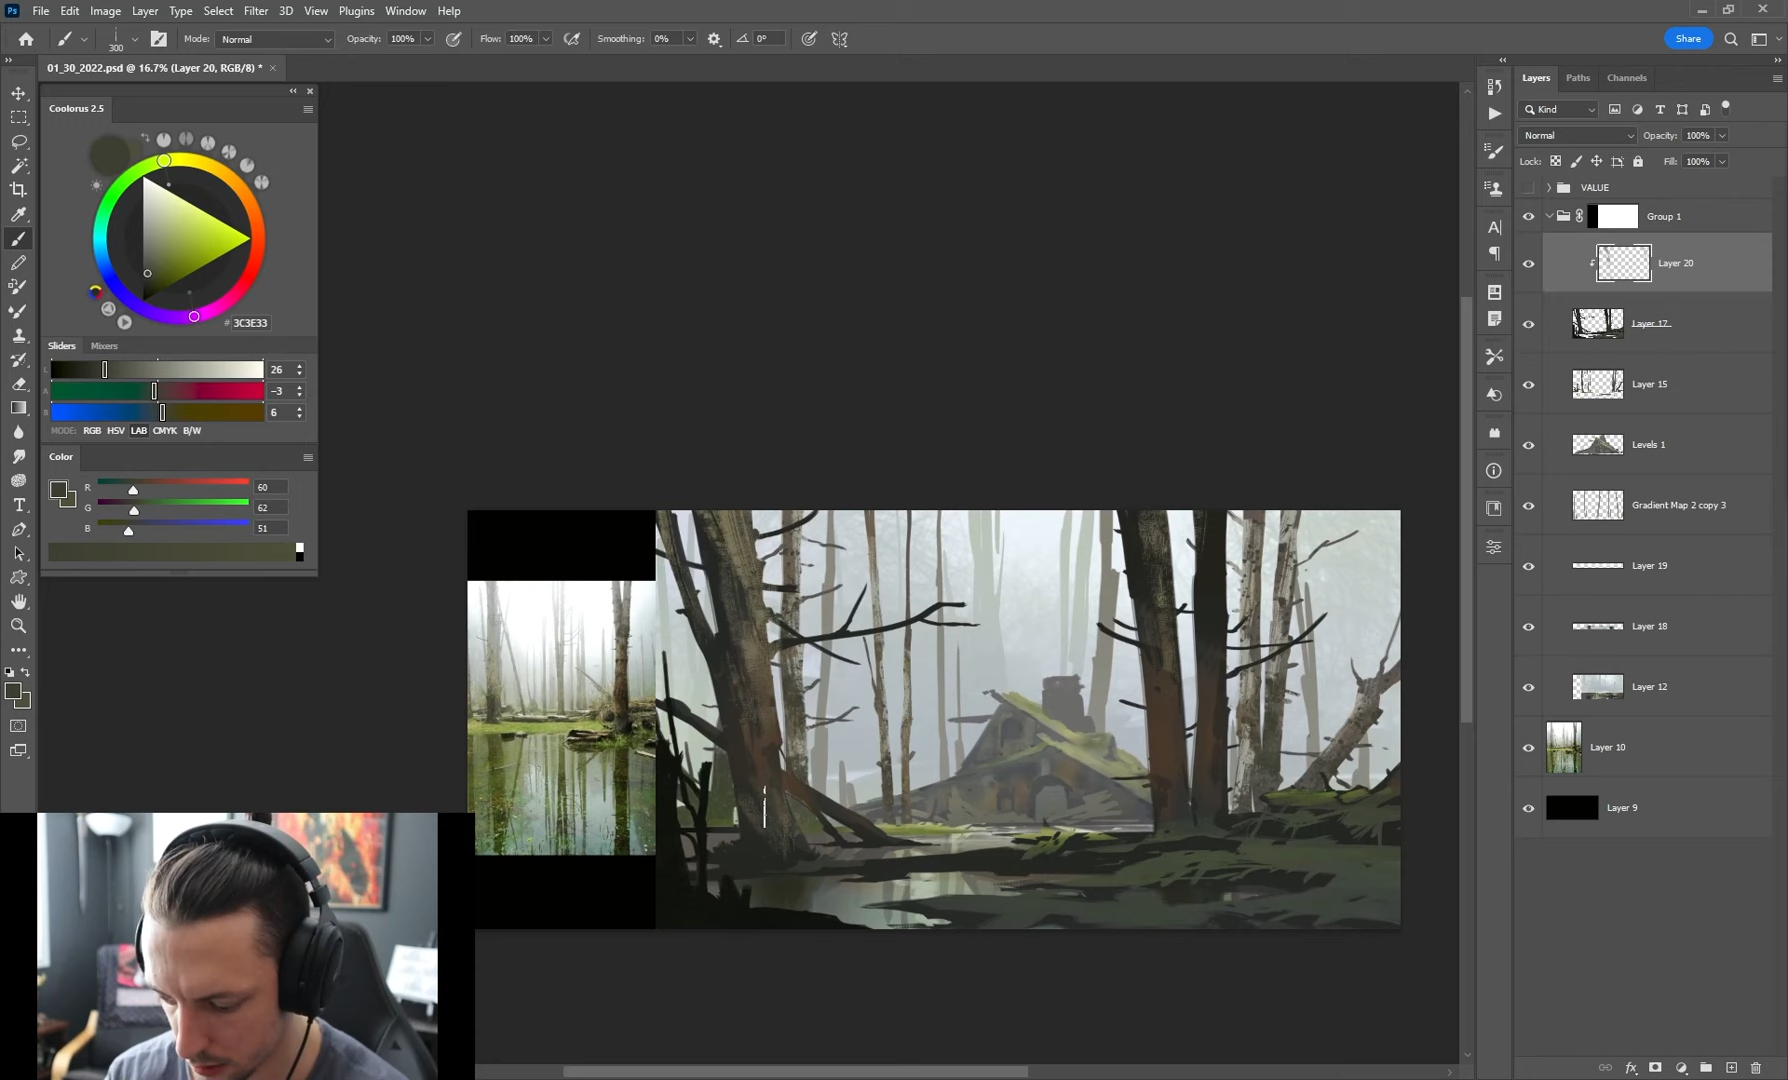 Ps File Edit Image Layer Type Select Filter 3D View Plugins Window Help
300 Mode: Normal Opacity: 100% Flow: 100% Smoothing: 0% 0° Share
01_30_2022.psd @ 16.7% (Layer 20, RGB/8) *
Coolorus 2.5
# 3C3E33
Sliders Mixers
L 26
A -3
B 6
MODE: RGB HSV LAB CMYK B/W
Color
R 60
G 62
B 51
Layers Paths Channels
Kind
Normal Opacity: 100%
Lock: Fill: 100%
VALUE
Group 1
Layer 20
Layer 17
Layer 15
Levels 1
Gradient Map 2 copy 3
Layer 19
Layer 18
Layer 12
Layer 10
Layer 9
fx